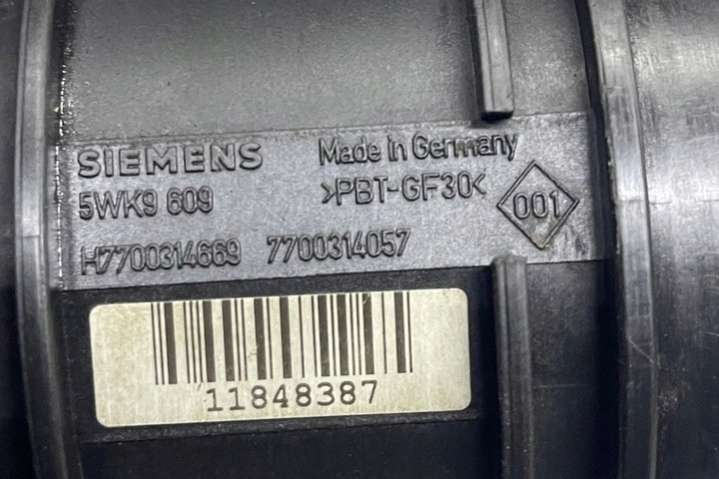 SIEMENS Made in Germany
5WK9 609 >PBT-GF30< 001
H7700314669 7700314057
11848387